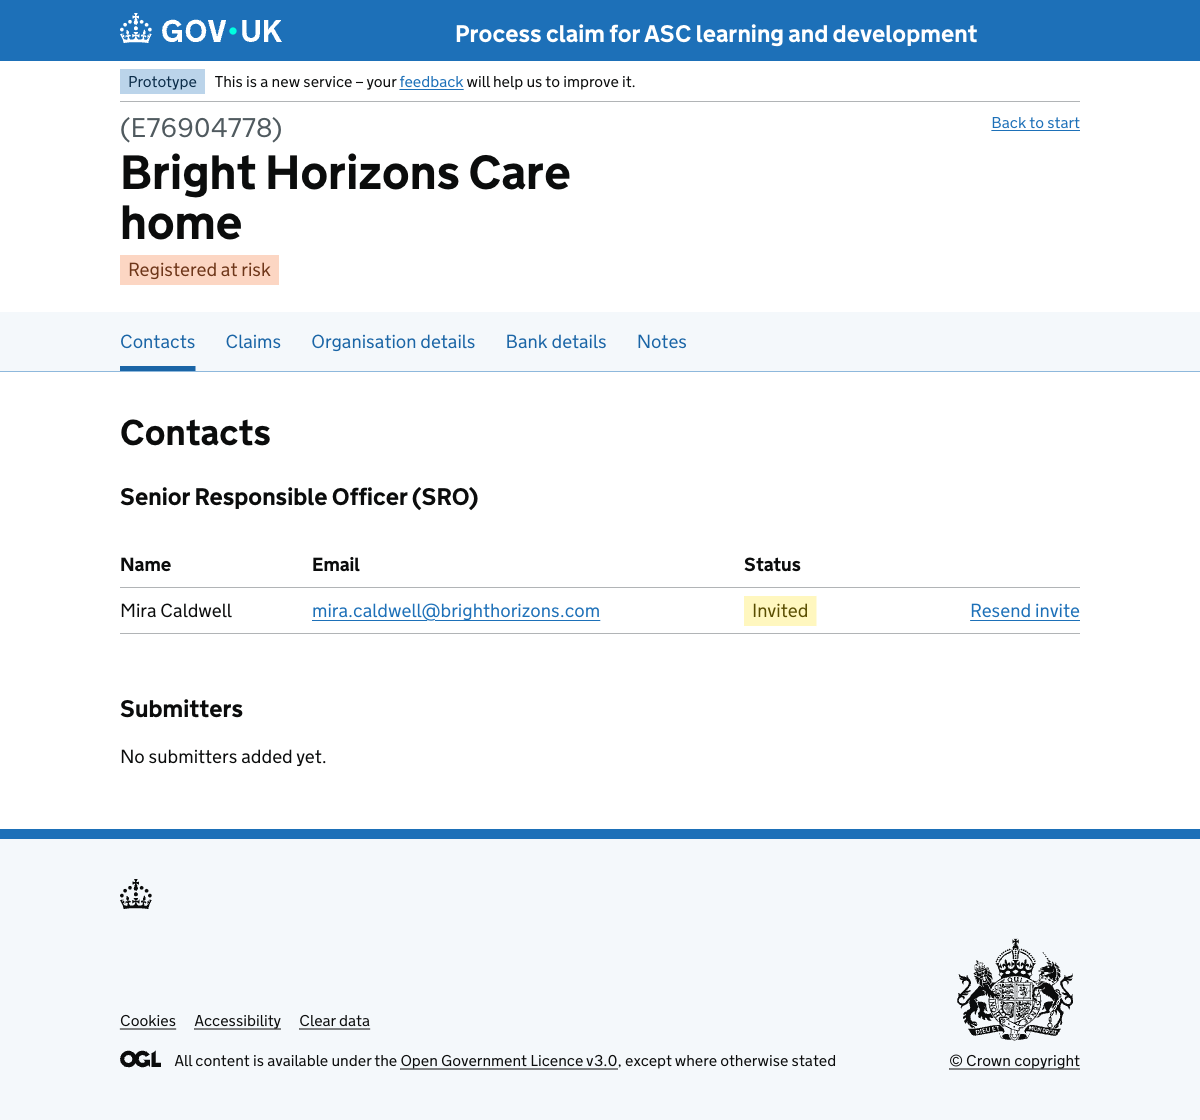 GOV•UK Process claim for ASC learning and development
Prototype This is a new service – your feedback will help us to improve it.
(E76904778) Back to start
Bright Horizons Care
home
Registered at risk
Contacts Claims Organisation details Bank details Notes
Contacts
Senior Responsible Officer (SRO)
Name Email Status
Mira Caldwell mira.caldwell@brighthorizons.com Invited Resend invite
Submitters
No submitters added yet.
Cookies Accessibility Clear data
OGL All content is available under the Open Government Licence v3.0, except where otherwise stated
© Crown copyright